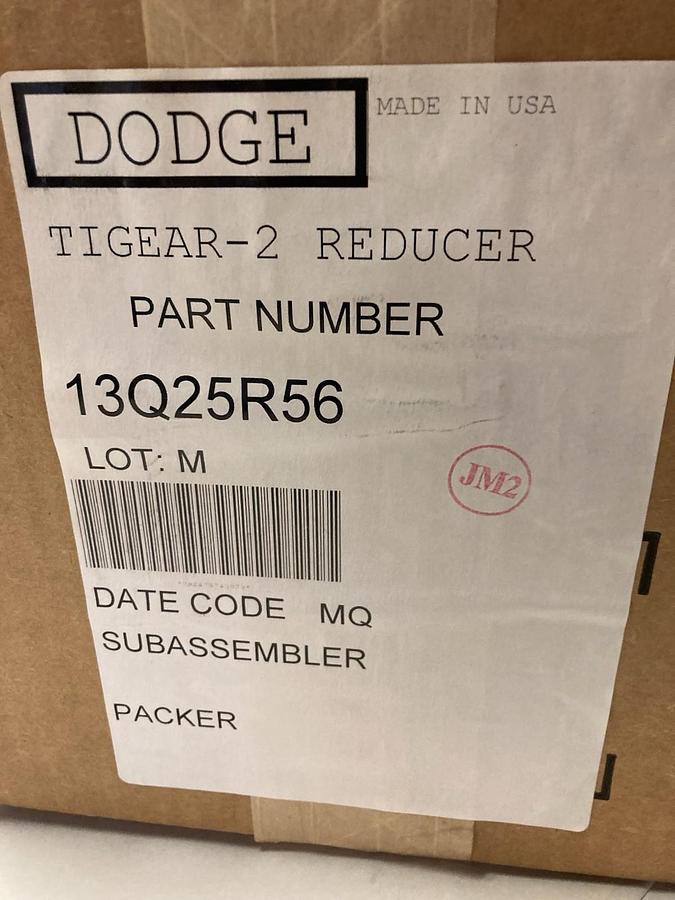 DODGE MADE IN USA
TIGEAR-2 REDUCER
PART NUMBER
13Q25R56
LOT: M
JM2
DATE CODE MQ
SUBASSEMBLER
PACKER